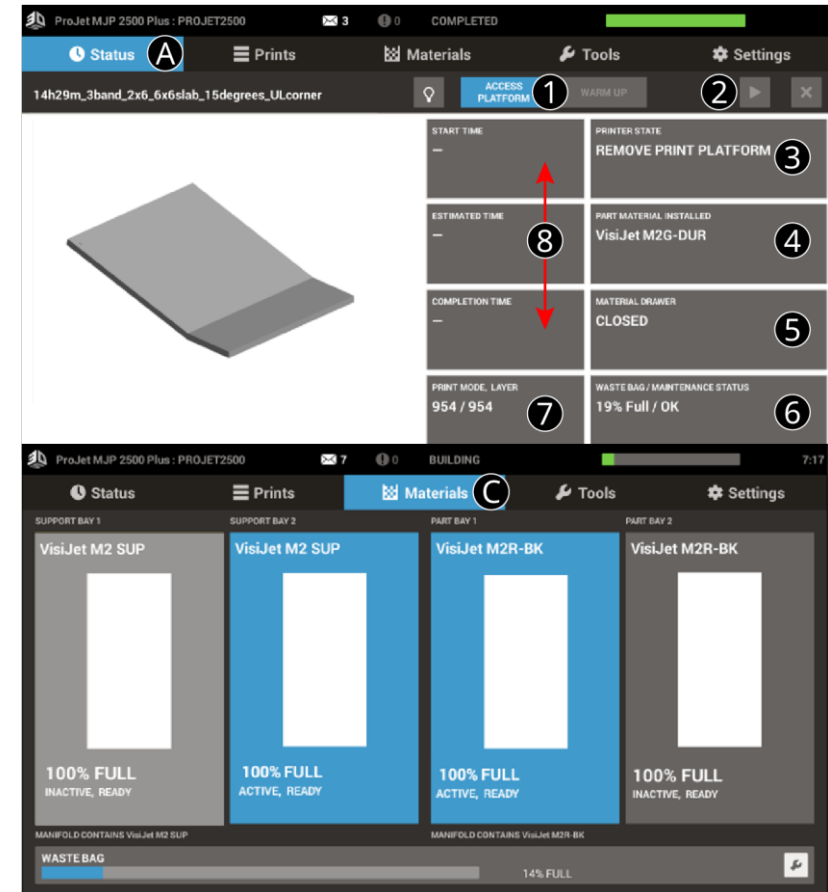 ProJet MJP 2500 Plus : PROJET2500 3 0 COMPLETED
Status A Prints Materials Tools Settings
14h29m_3band_2x6_6x6slab_15degrees_ULcorner ACCESS PLATFORM 1 WARM UP 2
START TIME
–
PRINTER STATE
REMOVE PRINT PLATFORM 3
ESTIMATED TIME
–
8
PART MATERIAL INSTALLED
VisiJet M2G-DUR 4
COMPLETION TIME
–
MATERIAL DRAWER
CLOSED 5
PRINT MODE, LAYER
954 / 954 7
WASTE BAG / MAINTENANCE STATUS
19% Full / OK 6
ProJet MJP 2500 Plus : PROJET2500 7 0 BUILDING 7:17
Status Prints Materials C Tools Settings
SUPPORT BAY 1 SUPPORT BAY 2 PART BAY 1 PART BAY 2
VisiJet M2 SUP VisiJet M2 SUP VisiJet M2R-BK VisiJet M2R-BK
100% FULL 100% FULL 100% FULL 100% FULL
INACTIVE, READY ACTIVE, READY ACTIVE, READY INACTIVE, READY
MANIFOLD CONTAINS VisiJet M2 SUP MANIFOLD CONTAINS VisiJet M2R-BK
WASTE BAG
14% FULL